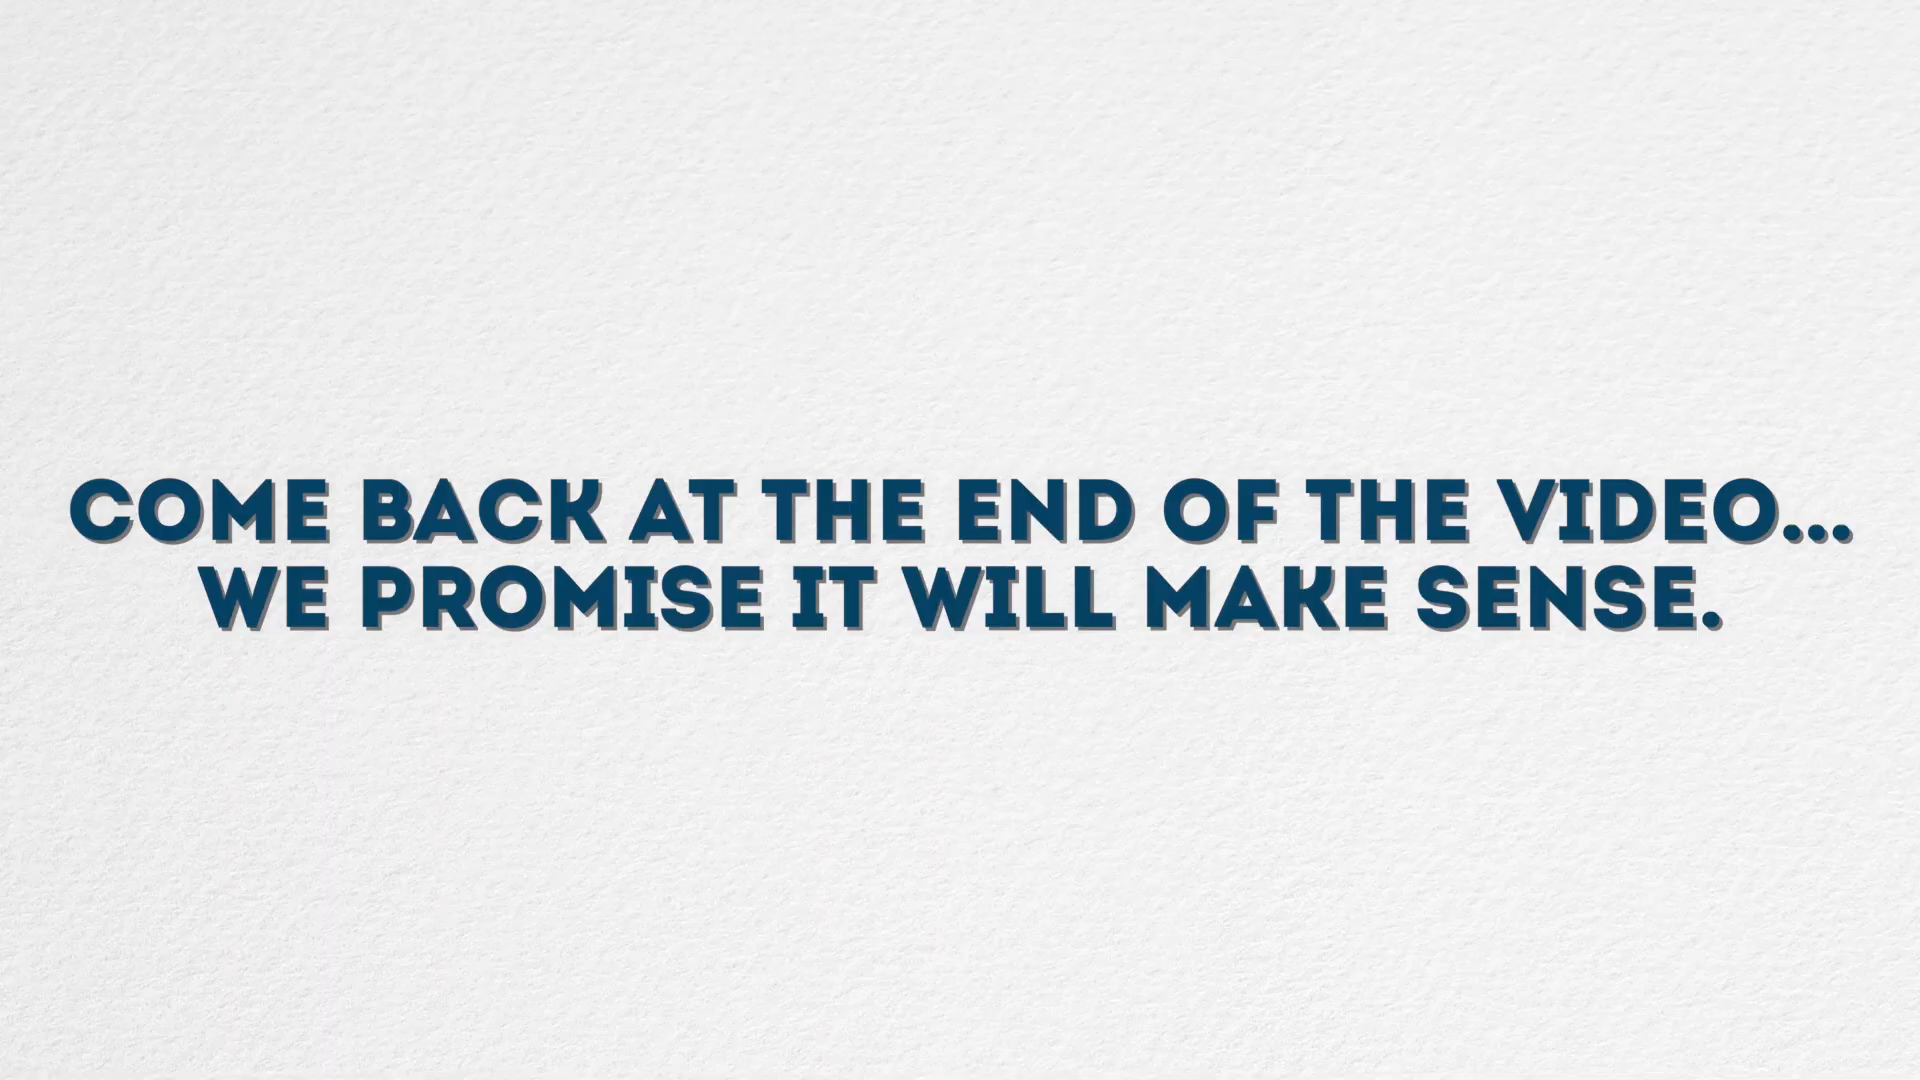 COME BACK AT THE END OF THE VIDEO...
WE PROMISE IT WILL MAKE SENSE.